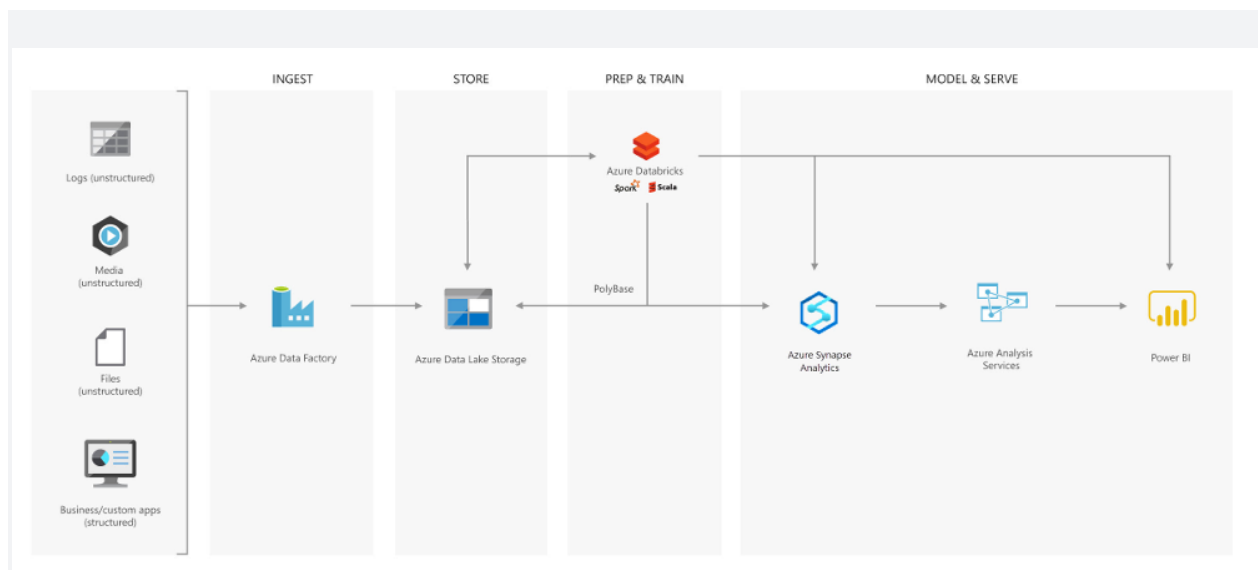 INGEST
STORE
PREP & TRAIN
MODEL & SERVE
Logs (unstructured)
Media
(unstructured)
Files
(unstructured)
Business/custom apps
(structured)
Azure Data Factory
Azure Data Lake Storage
Azure Databricks
Spark
Scala
PolyBase
Azure Synapse
Analytics
Azure Analysis
Services
Power BI